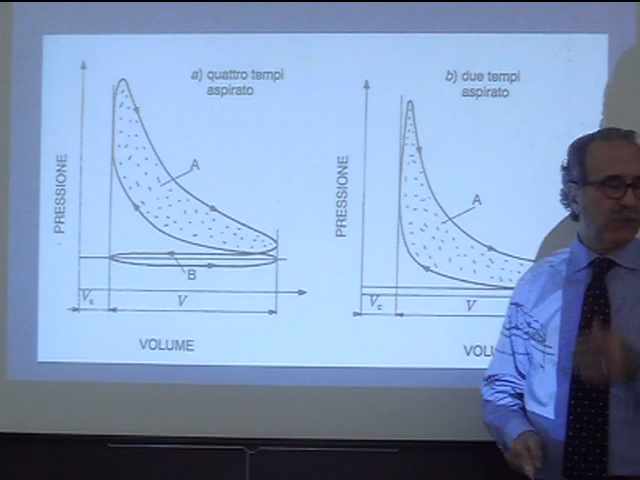 a) quattro tempi
aspirato
PRESSIONE
A
B
Vc
V
VOLUME
b) due tempi
aspirato
PRESSIONE
A
Vc
V
VOLU